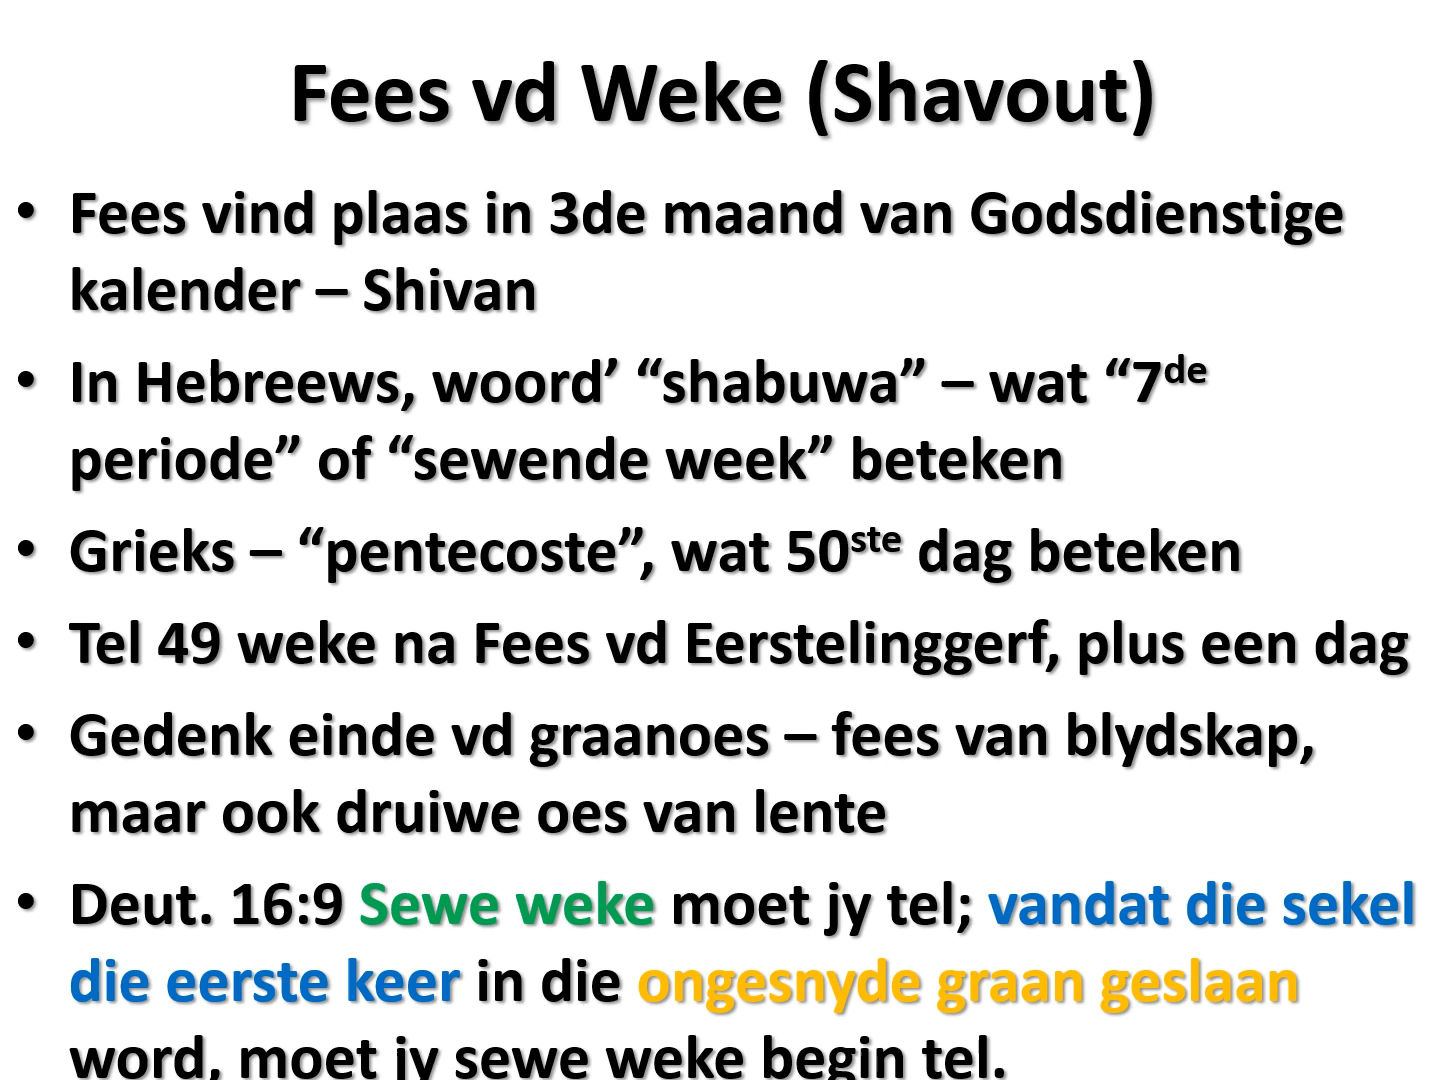 Fees vd Weke (Shavout)
• Fees vind plaas in 3de maand van Godsdienstige
kalender – Shivan
• In Hebreews, woord’ “shabuwa” – wat “7de
periode” of “sewende week” beteken
• Grieks – “pentecoste”, wat 50ste dag beteken
• Tel 49 weke na Fees vd Eerstelinggerf, plus een dag
• Gedenk einde vd graanoes – fees van blydskap,
maar ook druiwe oes van lente
• Deut. 16:9 Sewe weke moet jy tel; vandat die sekel
die eerste keer in die ongesnyde graan geslaan
word, moet jy sewe weke begin tel.